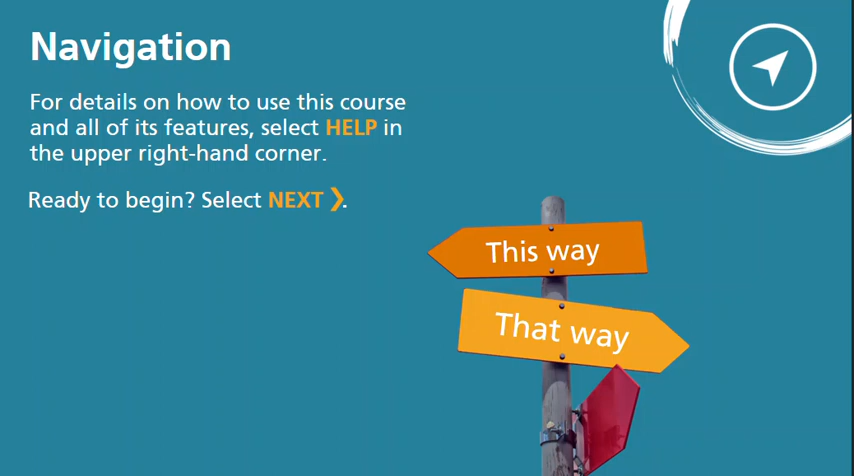 Navigation
For details on how to use this course
and all of its features, select HELP in
the upper right-hand corner.
Ready to begin? Select NEXT ❯.
This way
That way